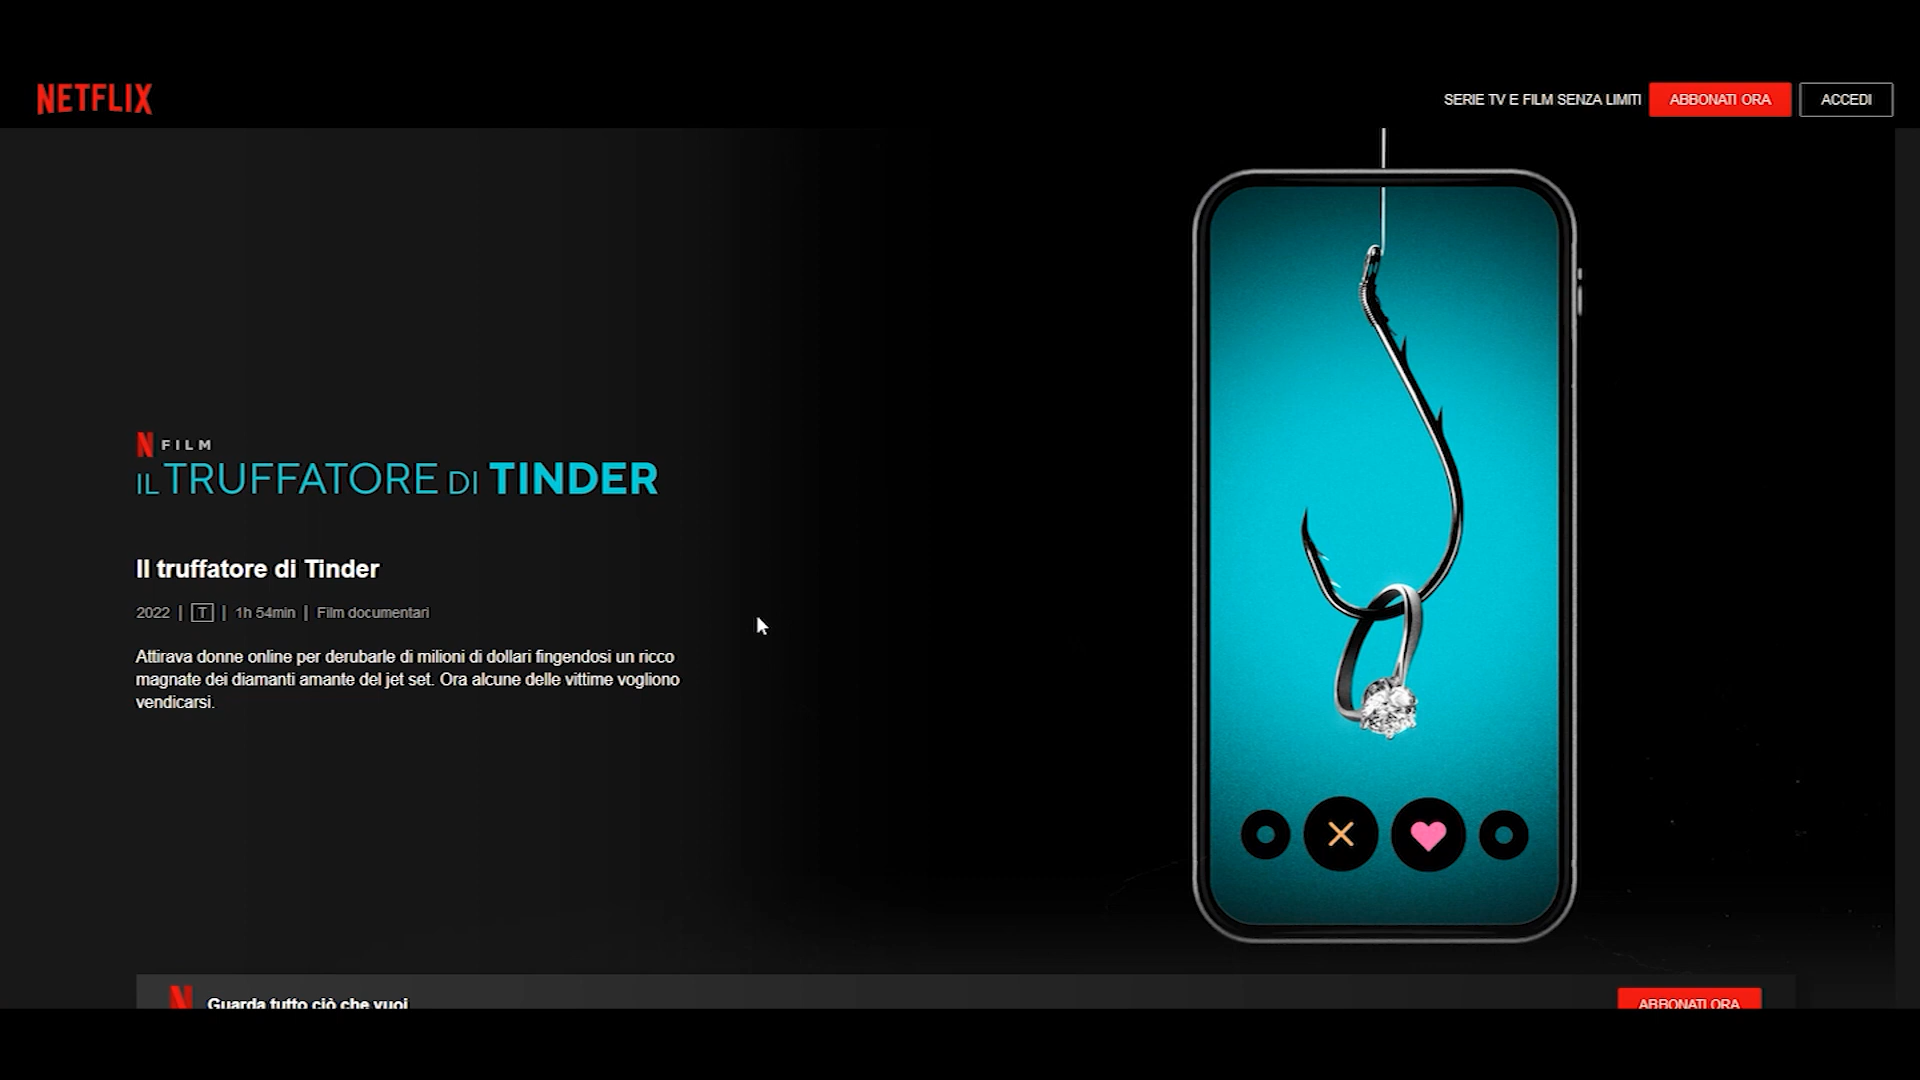 NETFLIX
SERIE TV E FILM SENZA LIMITI
ABBONATI ORA
ACCEDI
N FILM
IL TRUFFATORE DI TINDER
Il truffatore di Tinder
2022 | T | 1h 54min | Film documentari
Attirava donne online per derubarle di milioni di dollari fingendosi un ricco
magnate dei diamanti amante del jet set. Ora alcune delle vittime vogliono
vendicarsi.
N Guarda tutto ciò che vuoi
ABBONATI ORA